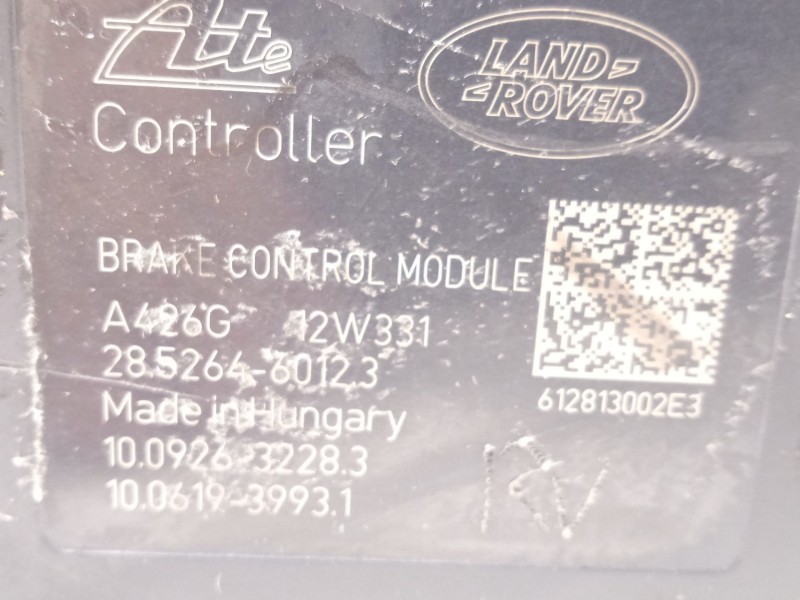 Ate
LAND-
-ROVER
Controller
BRAKE CONTROL MODULE
A426G 12W331
28.5264-6012.3
612813002E3
Made in Hungary
10.0926-3228.3
10.0619-3993.1
RV